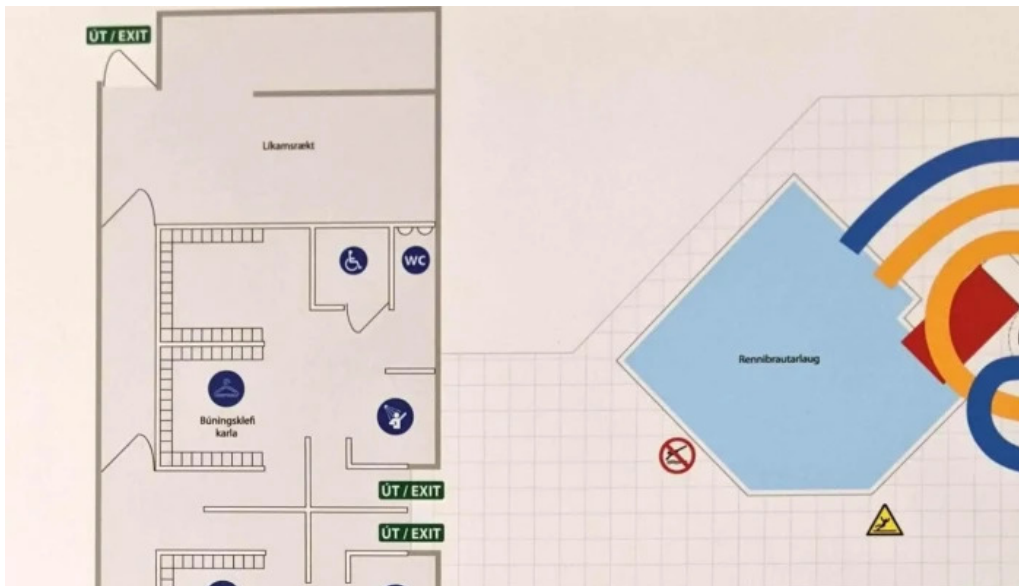 ÚT / EXIT
Líkamsrækt
WC
Rennibrautarlaug
Búningsklefi
karla
ÚT / EXIT
ÚT / EXIT